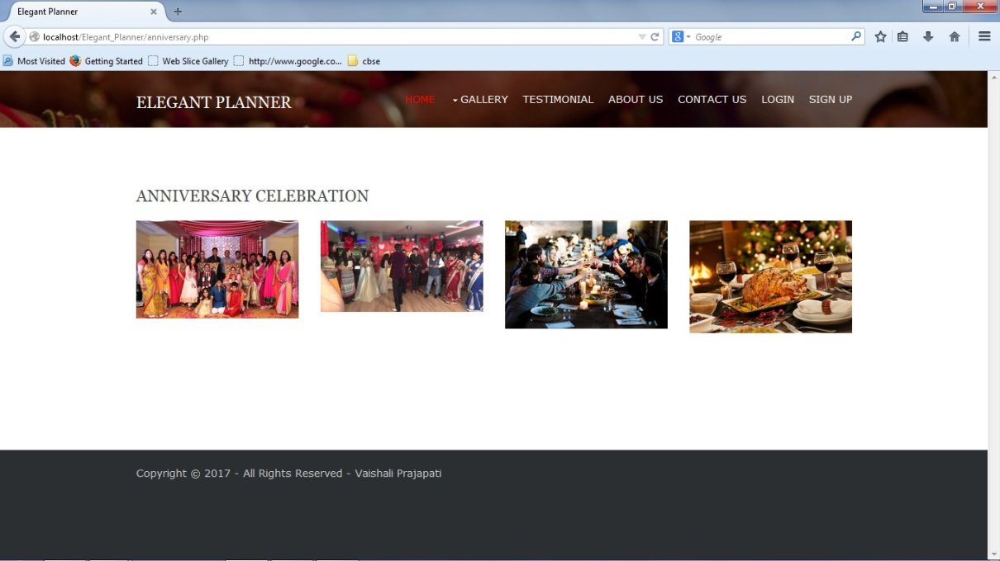 Elegant Planner
localhost/Elegant_Planner/anniversary.php
Google
Most Visited Getting Started Web Slice Gallery http://www.google.co... cbse
ELEGANT PLANNER
HOME GALLERY TESTIMONIAL ABOUT US CONTACT US LOGIN SIGN UP
ANNIVERSARY CELEBRATION
Copyright © 2017 - All Rights Reserved - Vaishali Prajapati